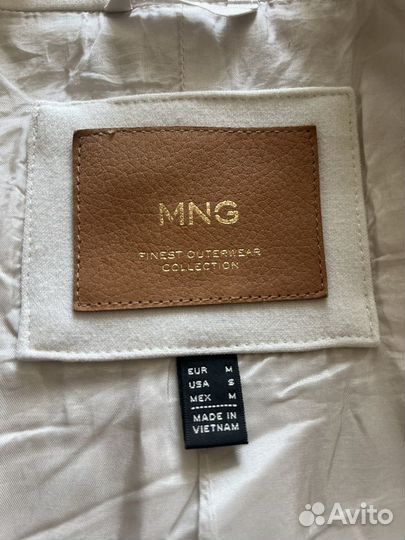 MNG
FINEST OUTERWEAR
COLLECTION
EUR M
USA S
MEX M
MADE IN
VIETNAM
Avito